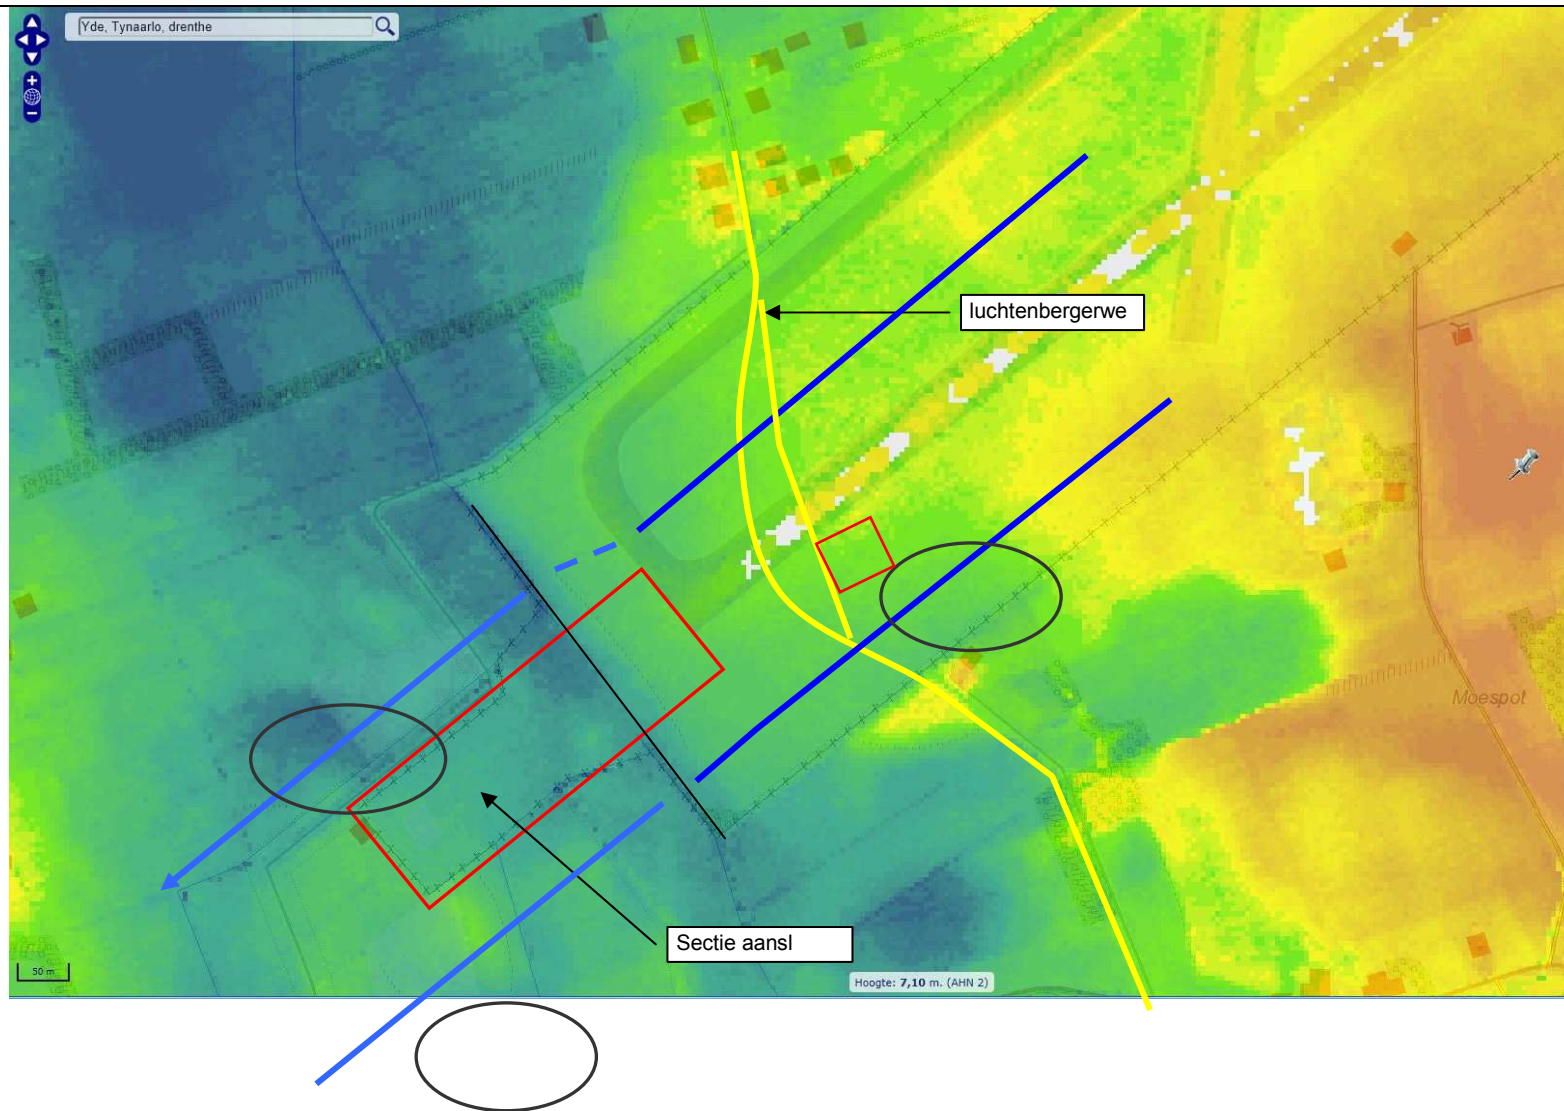 Yde, Tynaarlo, drenthe
luchtenbergerwe
Moespot
Sectie aansl
50 m
Hoogte: 7,10 m. (AHN 2)